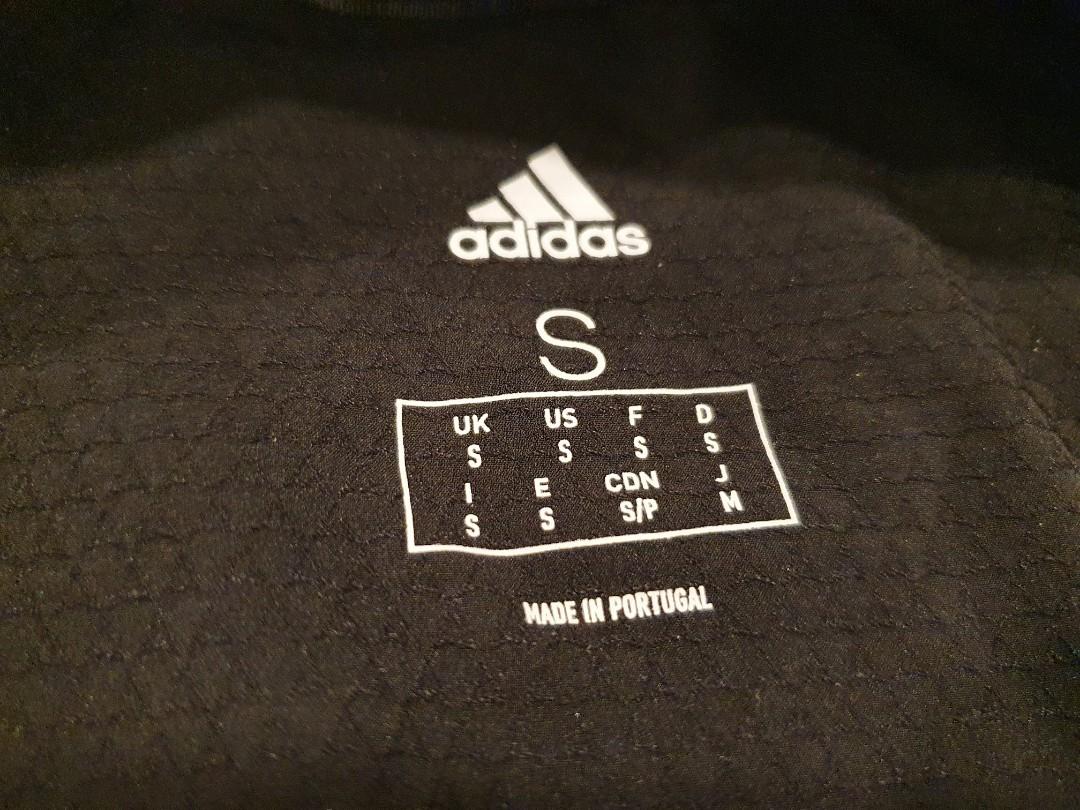 adidas
S
UK US F D
S S S S
I E CDN J
S S S/P M
MADE IN PORTUGAL